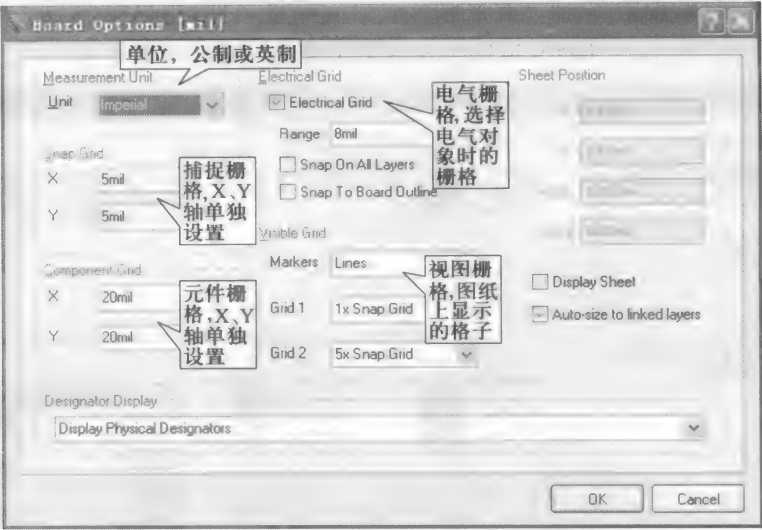 Board Options [mil]
单位，公制或英制
Measurement Unit
Unit
Imperial
Electrical Grid
Electrical Grid
Range
8mil
Snap On All Layers
Snap To Board Outline
电气栅
格,选择
电气对
象时的
栅格
Sheet Position
Snap Grid
X
5mil
Y
5mil
捕捉栅
格,X、Y
轴单独
设置
Component Grid
X
20mil
Y
20mil
元件栅
格,X、Y
轴单独
设置
Visible Grid
Markers
Lines
Grid 1
1x Snap Grid
Grid 2
5x Snap Grid
视图栅
格,图纸
上显示
的格子
Display Sheet
Auto-size to linked layers
Designator Display
Display Physical Designators
OK
Cancel